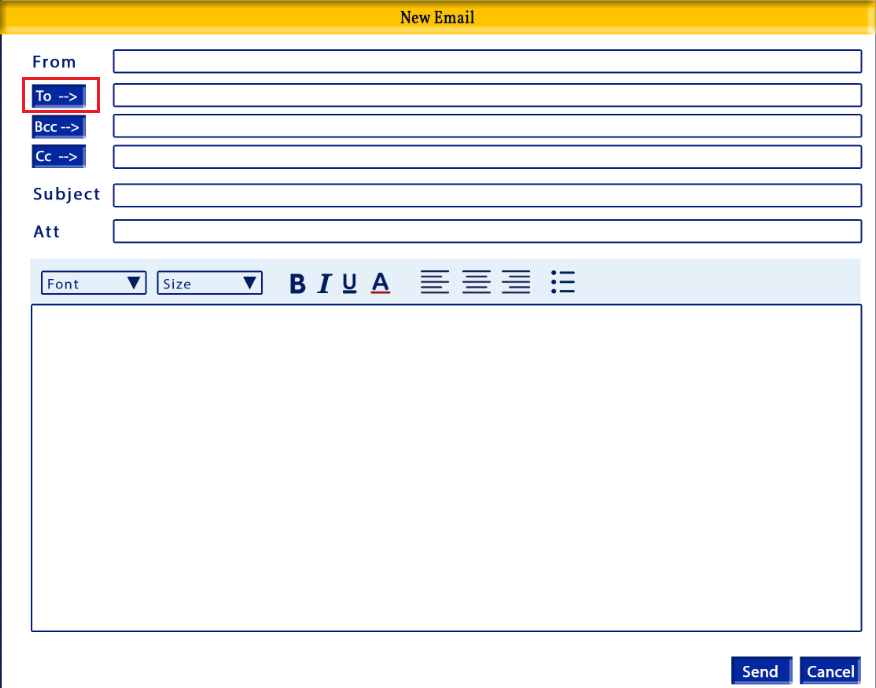 New Email
From
To -->
Bcc -->
Cc -->
Subject
Att
Font Size B I U A
Send Cancel